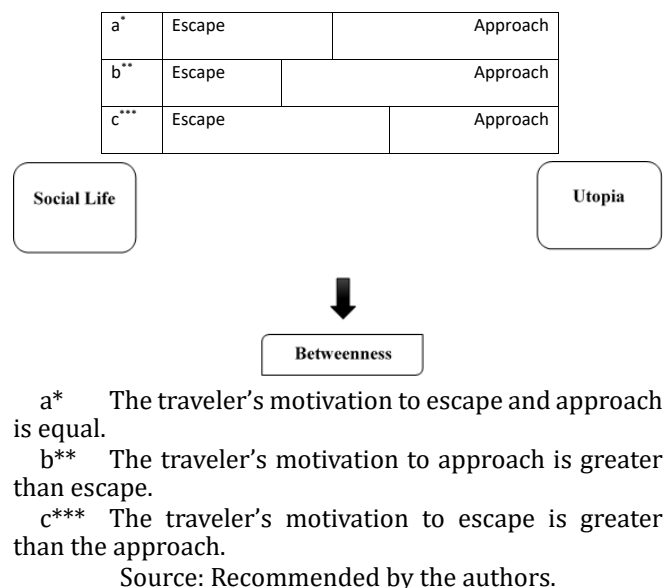 a* Escape Approach
b** Escape Approach
c*** Escape Approach
Social Life Utopia
Betweenness
a* The traveler’s motivation to escape and approach
is equal.
b** The traveler’s motivation to approach is greater
than escape.
c*** The traveler’s motivation to escape is greater
than the approach.
Source: Recommended by the authors.